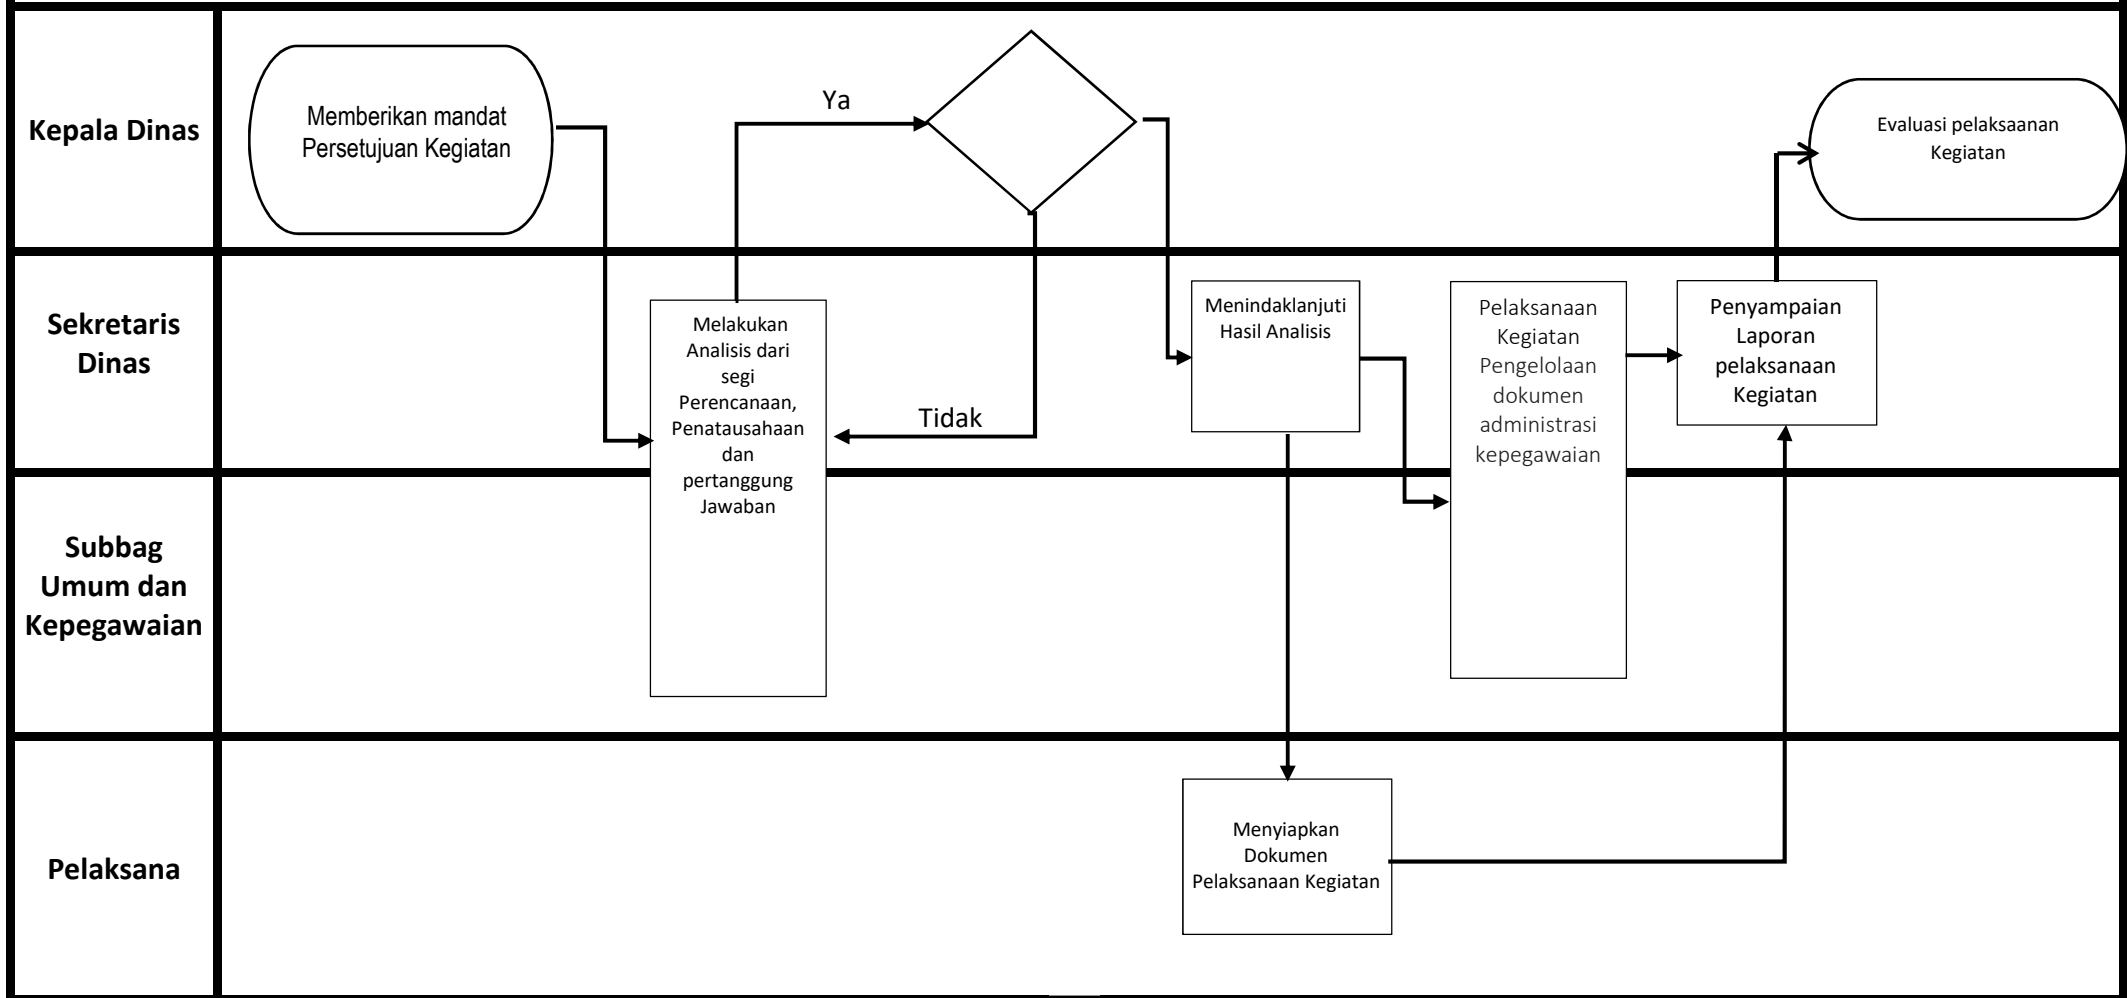 Kepala Dinas
Memberikan mandat
Persetujuan Kegiatan
Ya
Evaluasi pelaksaanan
Kegiatan
Sekretaris
Dinas
Melakukan
Analisis dari
segi
Perencanaan,
Penatausahaan
dan
pertanggung
Jawaban
Tidak
Menindaklanjuti
Hasil Analisis
Pelaksanaan
Kegiatan
Pengelolaan
dokumen
administrasi
kepegawaian
Penyampaian
Laporan
pelaksanaan
Kegiatan
Subbag
Umum dan
Kepegawaian
Pelaksana
Menyiapkan
Dokumen
Pelaksanaan Kegiatan